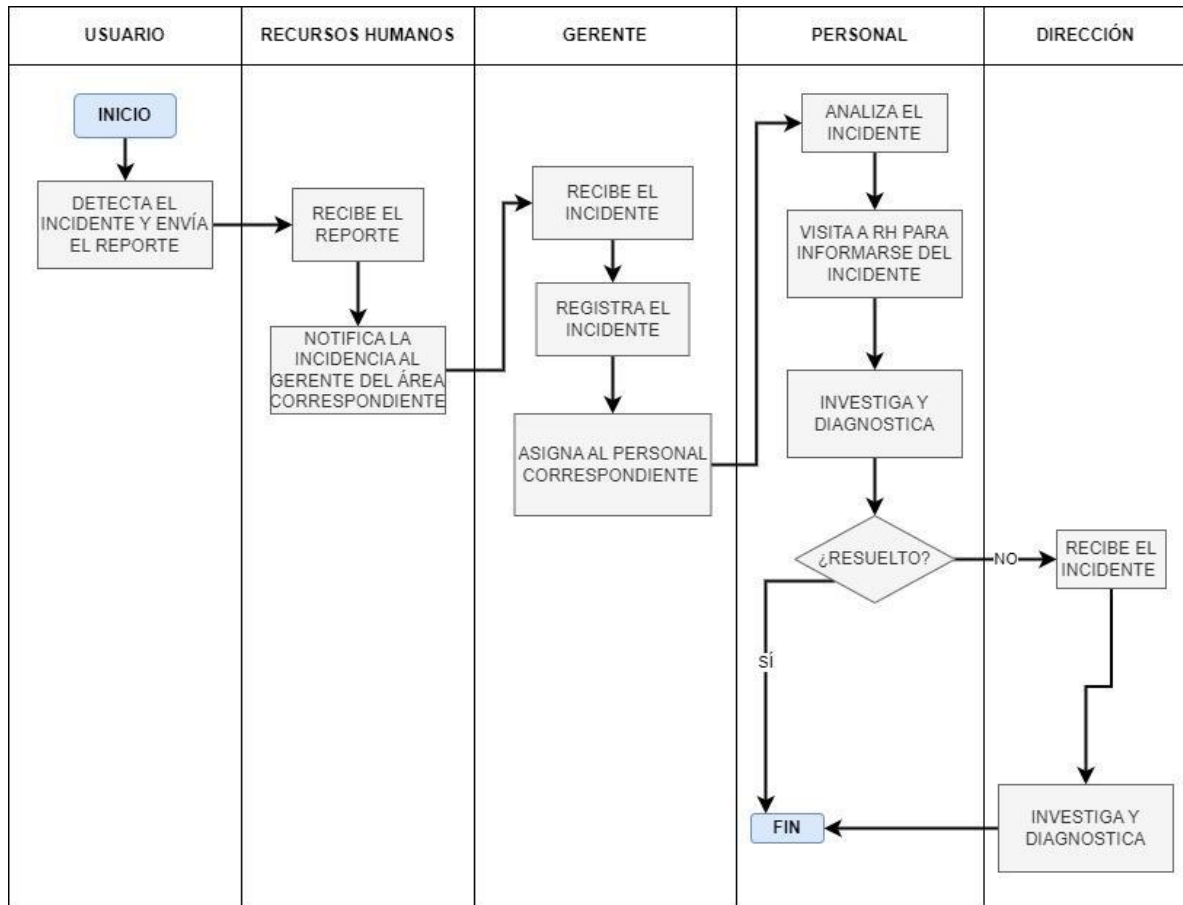 USUARIO
RECURSOS HUMANOS
GERENTE
PERSONAL
DIRECCIÓN
INICIO
DETECTA EL
INCIDENTE Y ENVÍA
EL REPORTE
RECIBE EL
REPORTE
NOTIFICA LA
INCIDENCIA AL
GERENTE DEL ÁREA
CORRESPONDIENTE
RECIBE EL
INCIDENTE
REGISTRA EL
INCIDENTE
ASIGNA AL PERSONAL
CORRESPONDIENTE
ANALIZA EL
INCIDENTE
VISITA A RH PARA
INFORMARSE DEL
INCIDENTE
INVESTIGA Y
DIAGNOSTICA
¿RESUELTO?
NO
RECIBE EL
INCIDENTE
SÍ
INVESTIGA Y
DIAGNOSTICA
FIN